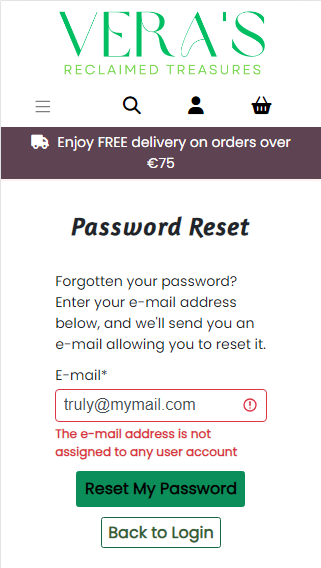 VERA'S
RECLAIMED TREASURES
Enjoy FREE delivery on orders over
€75
Password Reset
Forgotten your password?
Enter your e-mail address
below, and we'll send you an
e-mail allowing you to reset it.
E-mail*
truly@mymail.com
The e-mail address is not
assigned to any user account
Reset My Password
Back to Login